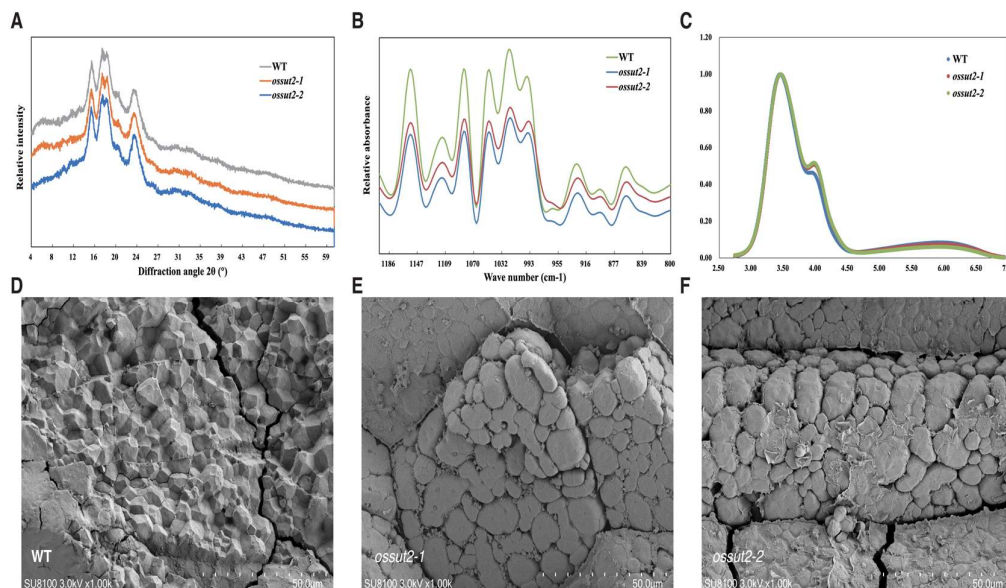 A
Relative intensity
WT
ossut2-1
ossut2-2
4 8 12 16 20 24 27 31 35 39 43 47 51 55 59
Diffraction angle 2θ (°)
B
Relative absorbance
WT
ossut2-1
ossut2-2
1186 1147 1109 1070 1032 993 955 916 877 839 800
Wave number (cm-1)
C
1.20
1.00
0.80
0.60
0.40
0.20
0.00
WT
ossut2-1
ossut2-2
2.50 3.00 3.50 4.00 4.50 5.00 5.50 6.00 6.50
D
WT
SU8100 3.0kV x1.00k
50.0um
E
ossut2-1
SU8100 3.0kV x1.00k
50.0um
F
ossut2-2
SU8100 3.0kV x1.00k
50.0um